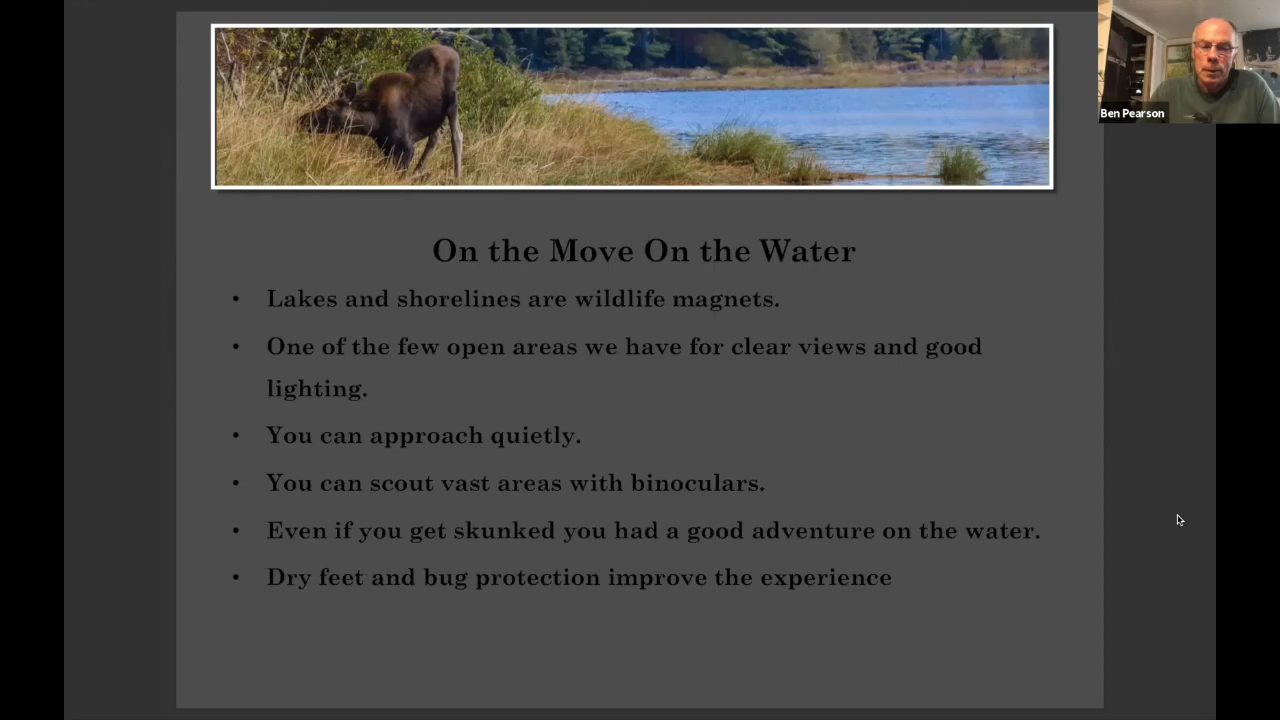 Ben Pearson
On the Move On the Water
• Lakes and shorelines are wildlife magnets.
• One of the few open areas we have for clear views and good
lighting.
• You can approach quietly.
• You can scout vast areas with binoculars.
• Even if you get skunked you had a good adventure on the water.
• Dry feet and bug protection improve the experience